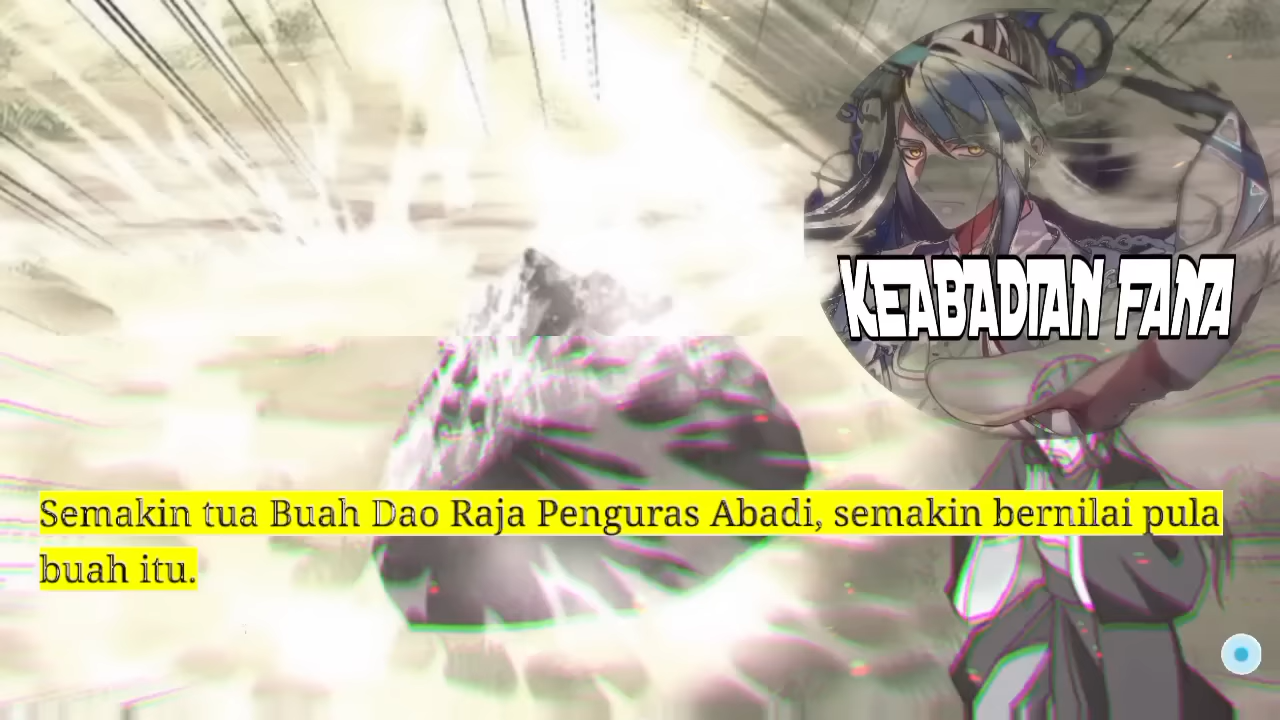 KEABADIAN FANA
Semakin tua Buah Dao Raja Penguras Abadi, semakin bernilai pula
buah itu.